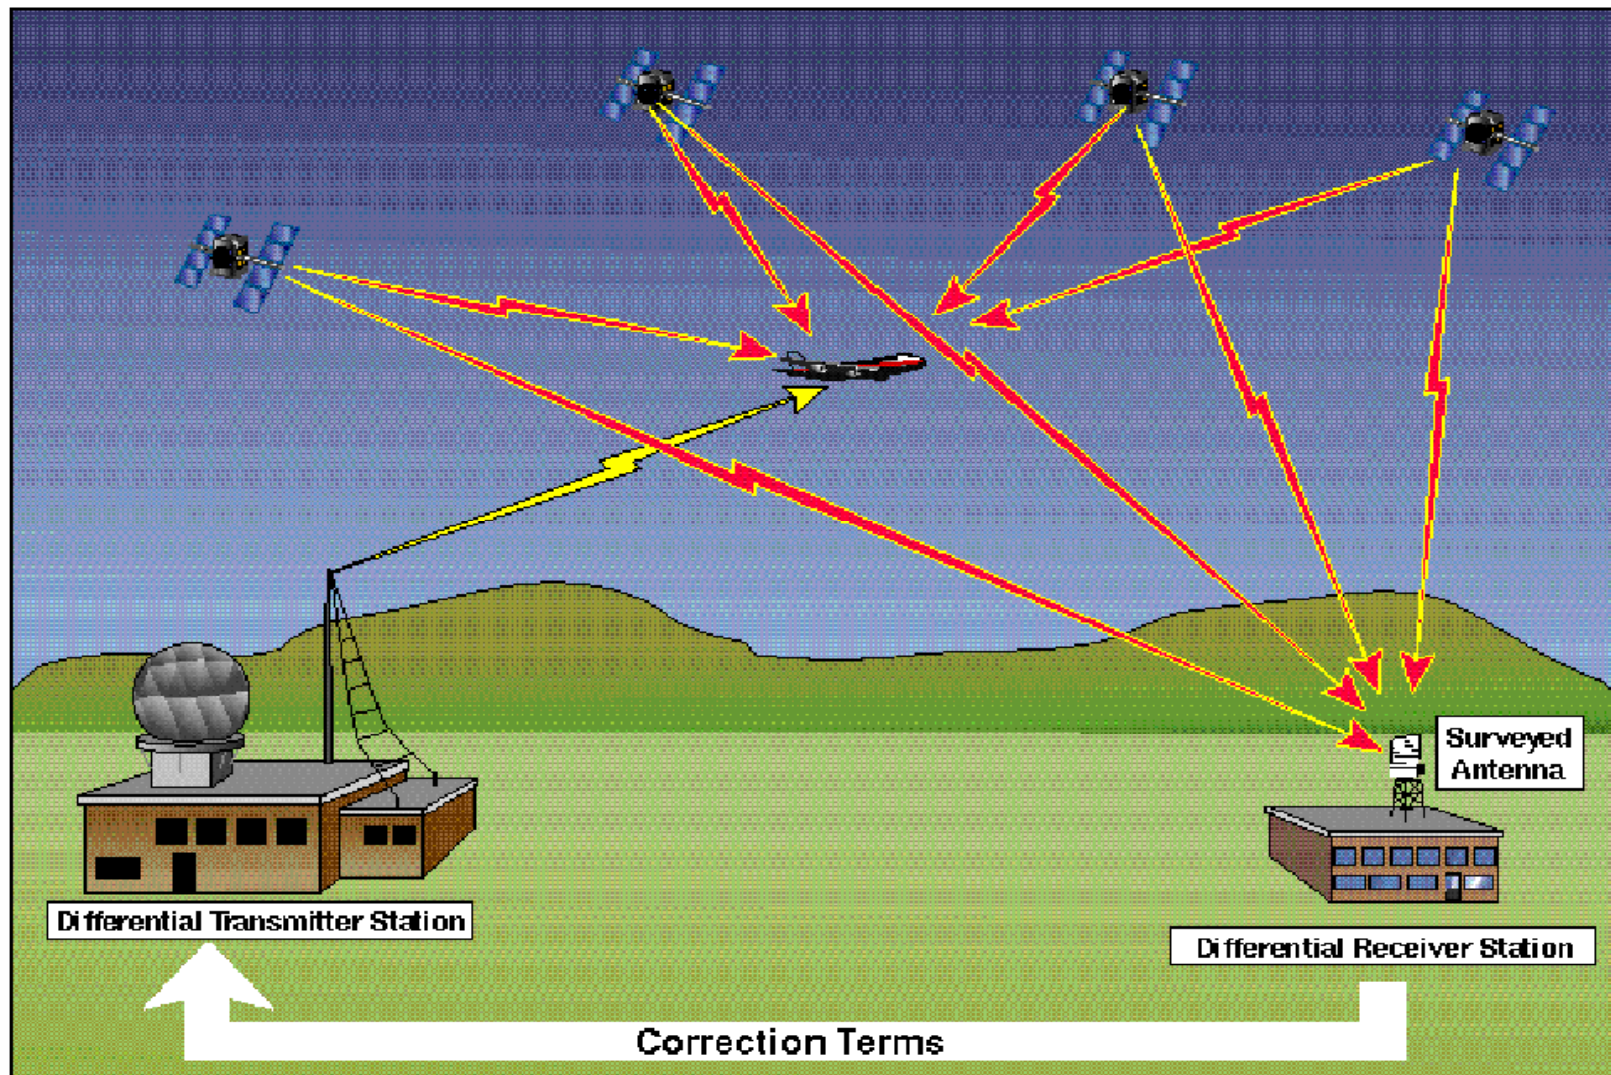 Surveyed
Antenna
Differential Transmitter Station
Differential Receiver Station
Correction Terms